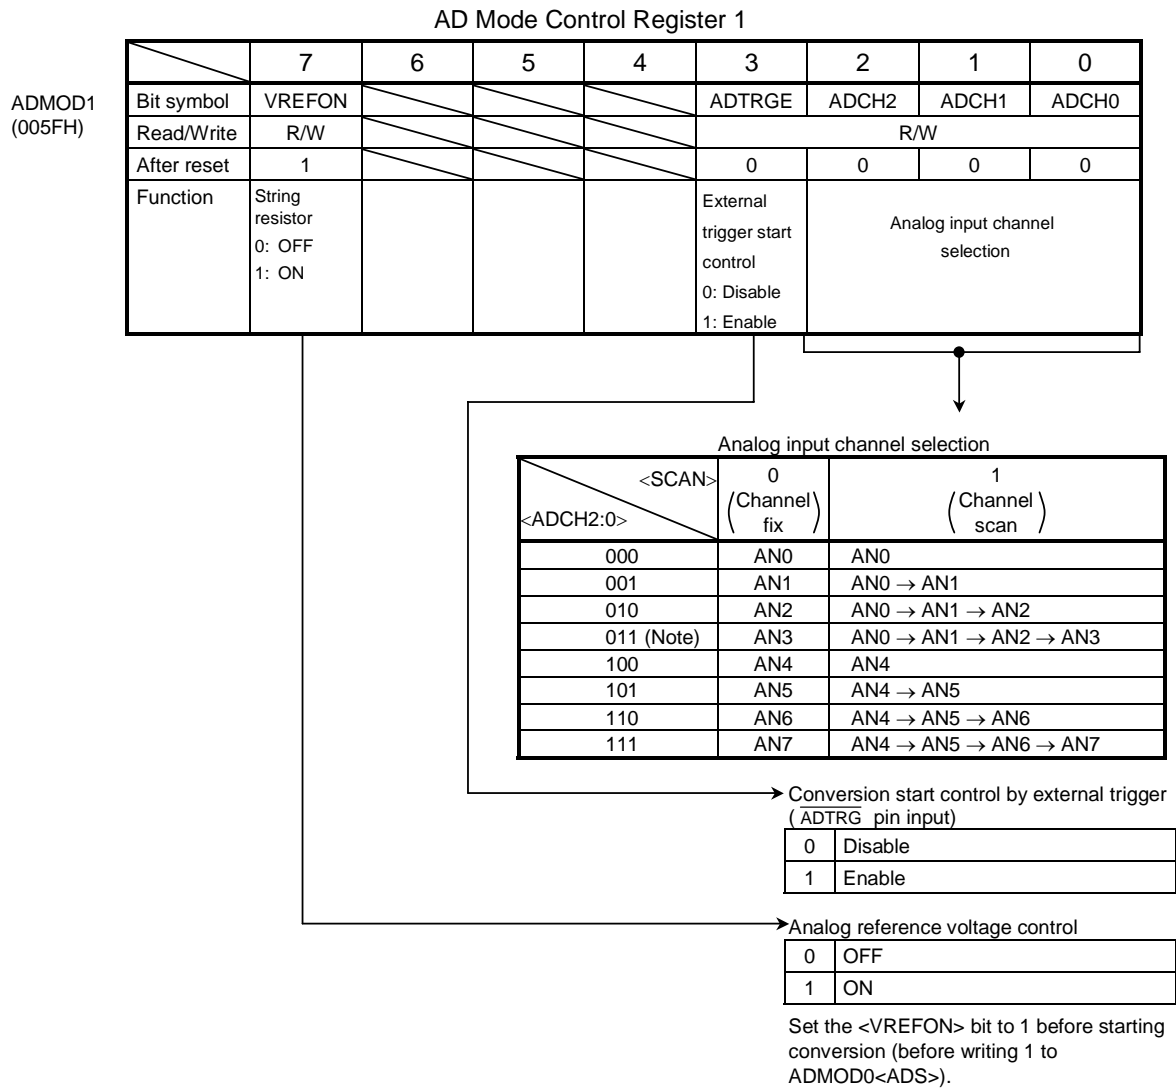 AD Mode Control Register 1
7 6 5 4 3 2 1 0
ADMOD1
(005FH)
Bit symbol VREFON ADTRGE ADCH2 ADCH1 ADCH0
Read/Write R/W R/W
After reset 1 0 0 0 0
Function
String
resistor
0: OFF
1: ON
External
trigger start
control
0: Disable
1: Enable
Analog input channel
selection
Analog input channel selection
<SCAN>
<ADCH2:0>
0
(Channel
fix)
1
(Channel
scan)
000 AN0 AN0
001 AN1 AN0 → AN1
010 AN2 AN0 → AN1 → AN2
011 (Note) AN3 AN0 → AN1 → AN2 → AN3
100 AN4 AN4
101 AN5 AN4 → AN5
110 AN6 AN4 → AN5 → AN6
111 AN7 AN4 → AN5 → AN6 → AN7
Conversion start control by external trigger
( ADTRG pin input)
0 Disable
1 Enable
Analog reference voltage control
0 OFF
1 ON
Set the <VREFON> bit to 1 before starting
conversion (before writing 1 to
ADMOD0<ADS>).